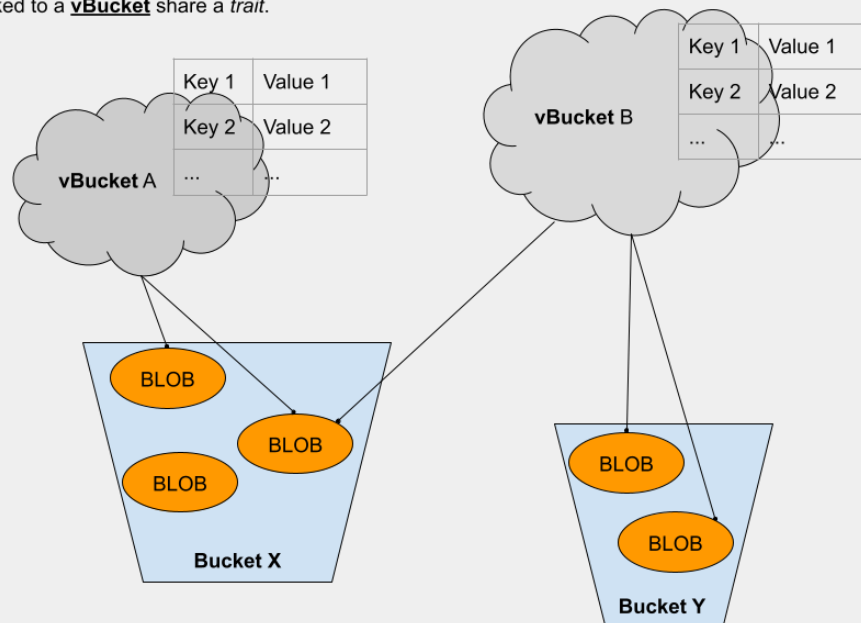 ked to a vBucket share a trait.
Key 1 Value 1
Key 2 Value 2
... ...
vBucket A
Key 1 Value 1
Key 2 Value 2
... ...
vBucket B
BLOB
BLOB
BLOB
Bucket X
BLOB
BLOB
Bucket Y